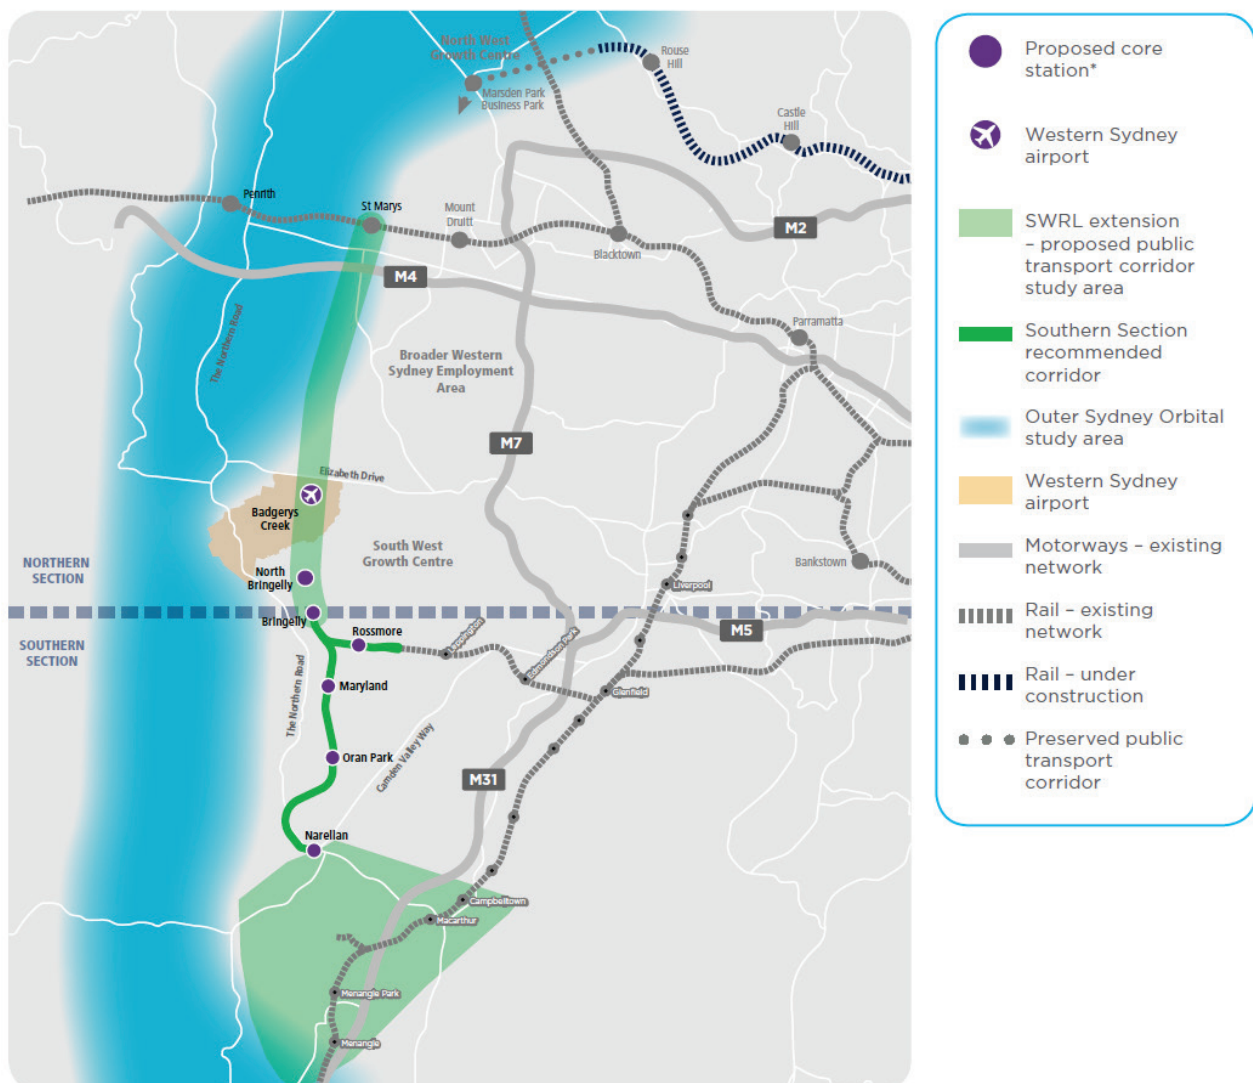 North West
Growth Centre
Rouse
Hill
Marsden Park
Business Park
Castle
Hill
Penrith
St Marys
Mount
Druitt
M2
Blacktown
M4
The Northern Road
Parramatta
Broader Western
Sydney Employment
Area
M7
Elizabeth Drive
Badgerys
Creek
South West
Growth Centre
NORTHERN
SECTION
North
Bringelly
Bankstown
Liverpool
Bringelly
SOUTHERN
SECTION
Rossmore
Leppington
Edmondson Park
M5
Maryland
Glenfield
The Northern Road
Oran Park
Camden Valley Way
M31
Narellan
Campbelltown
Macarthur
Menangle Park
Menangle
Proposed core
station*
Western Sydney
airport
SWRL extension
– proposed public
transport corridor
study area
Southern Section
recommended
corridor
Outer Sydney Orbital
study area
Western Sydney
airport
Motorways – existing
network
Rail – existing
network
Rail – under
construction
Preserved public
transport
corridor